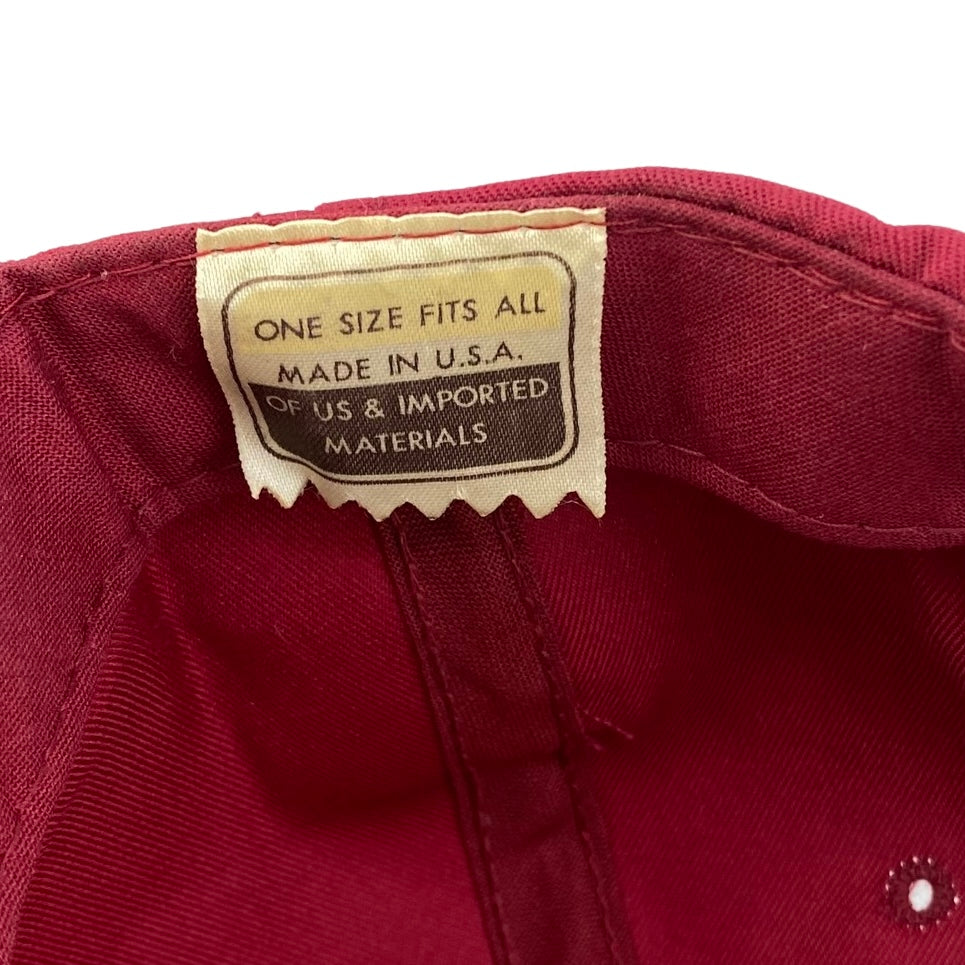 ONE SIZE FITS ALL
MADE IN U.S.A.
OF US & IMPORTED
MATERIALS